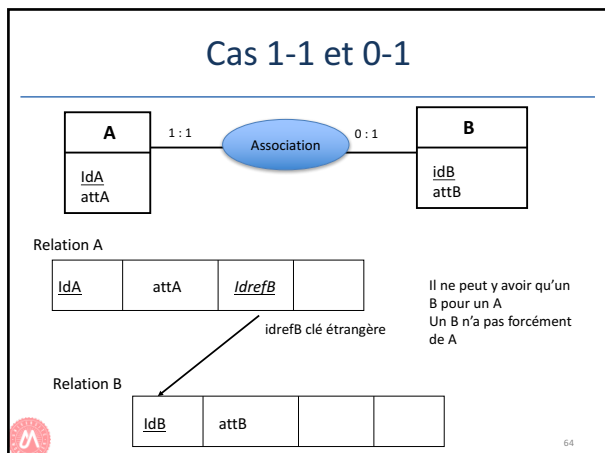 Cas 1-1 et 0-1
A
1 : 1
Association
0 : 1
B
IdA
attA
idB
attB
Relation A
IdA attA IdrefB
Il ne peut y avoir qu'un
B pour un A
Un B n'a pas forcément
de A
idrefB clé étrangère
Relation B
IdB attB
64